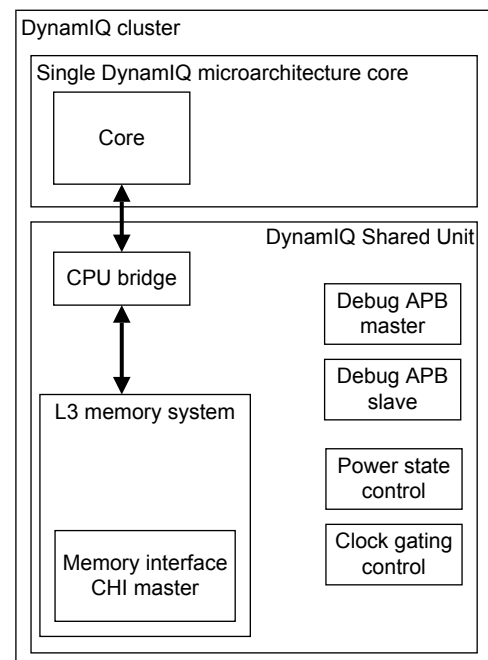 DynamIQ cluster
Single DynamIQ microarchitecture core
Core
DynamIQ Shared Unit
CPU bridge
Debug APB
master
Debug APB
slave
L3 memory system
Power state
control
Memory interface
CHI master
Clock gating
control